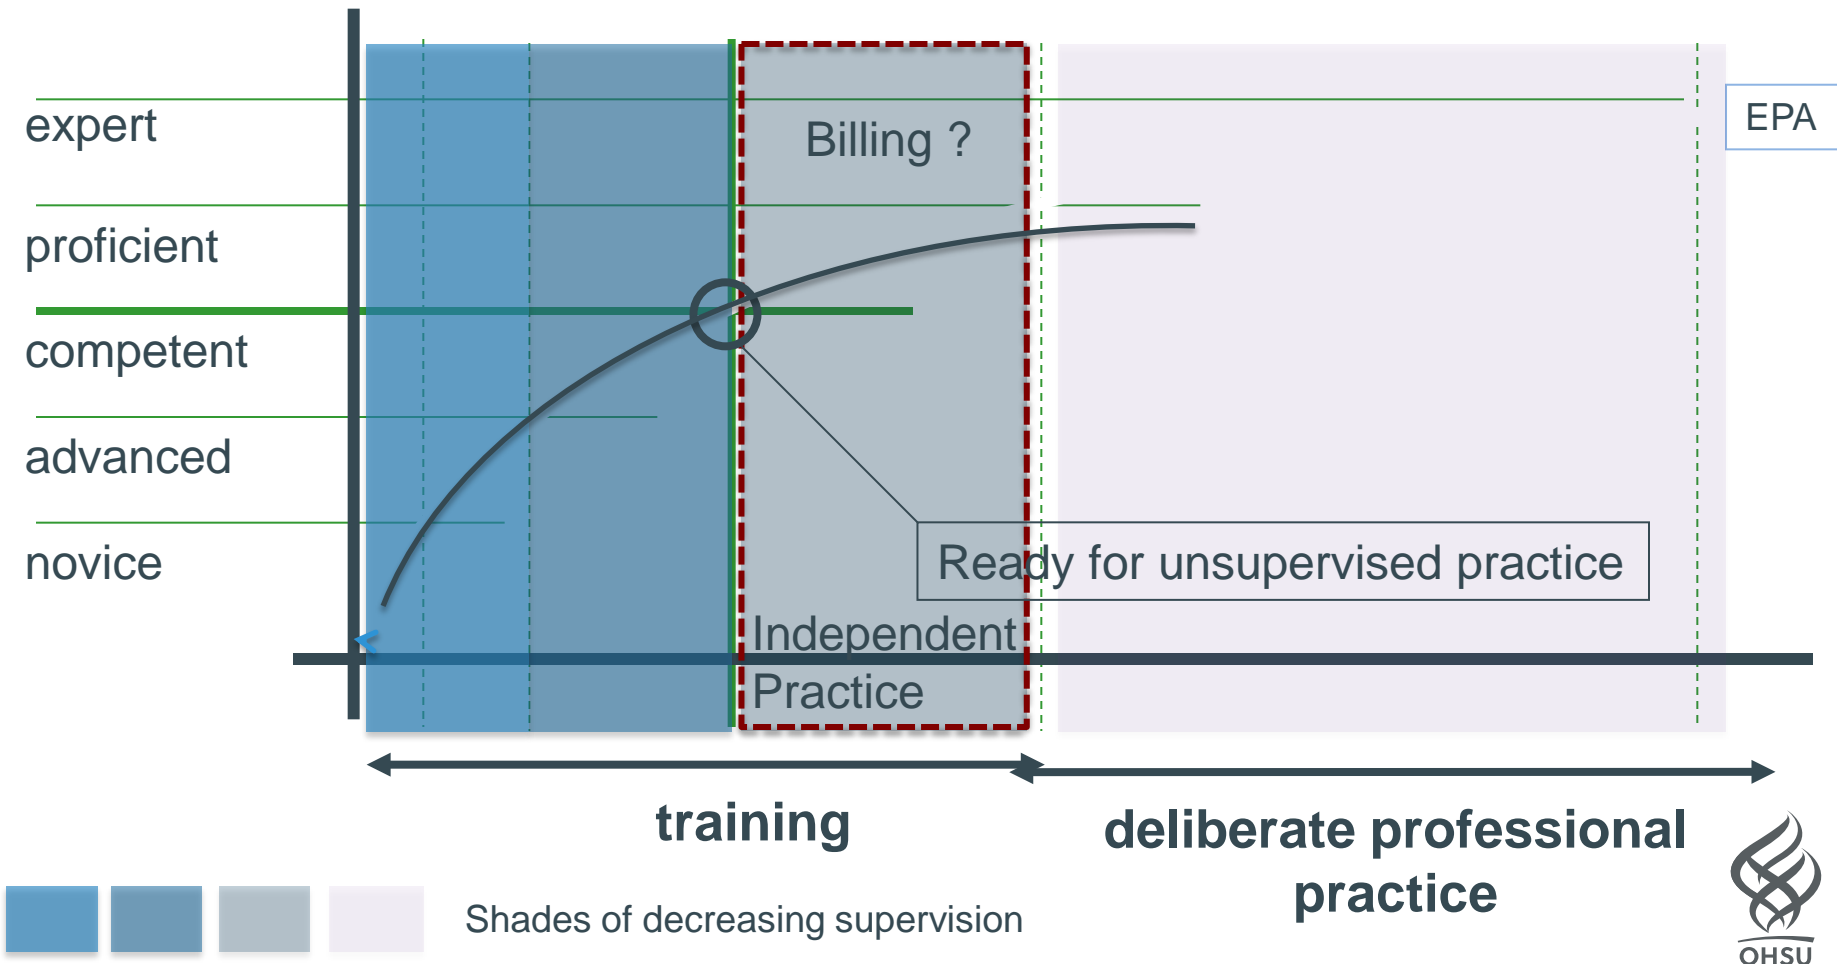 expert
Billing ?
EPA
proficient
competent
advanced
novice
Ready for unsupervised practice
Independent
Practice
training
deliberate professional
practice
Shades of decreasing supervision
OHSU